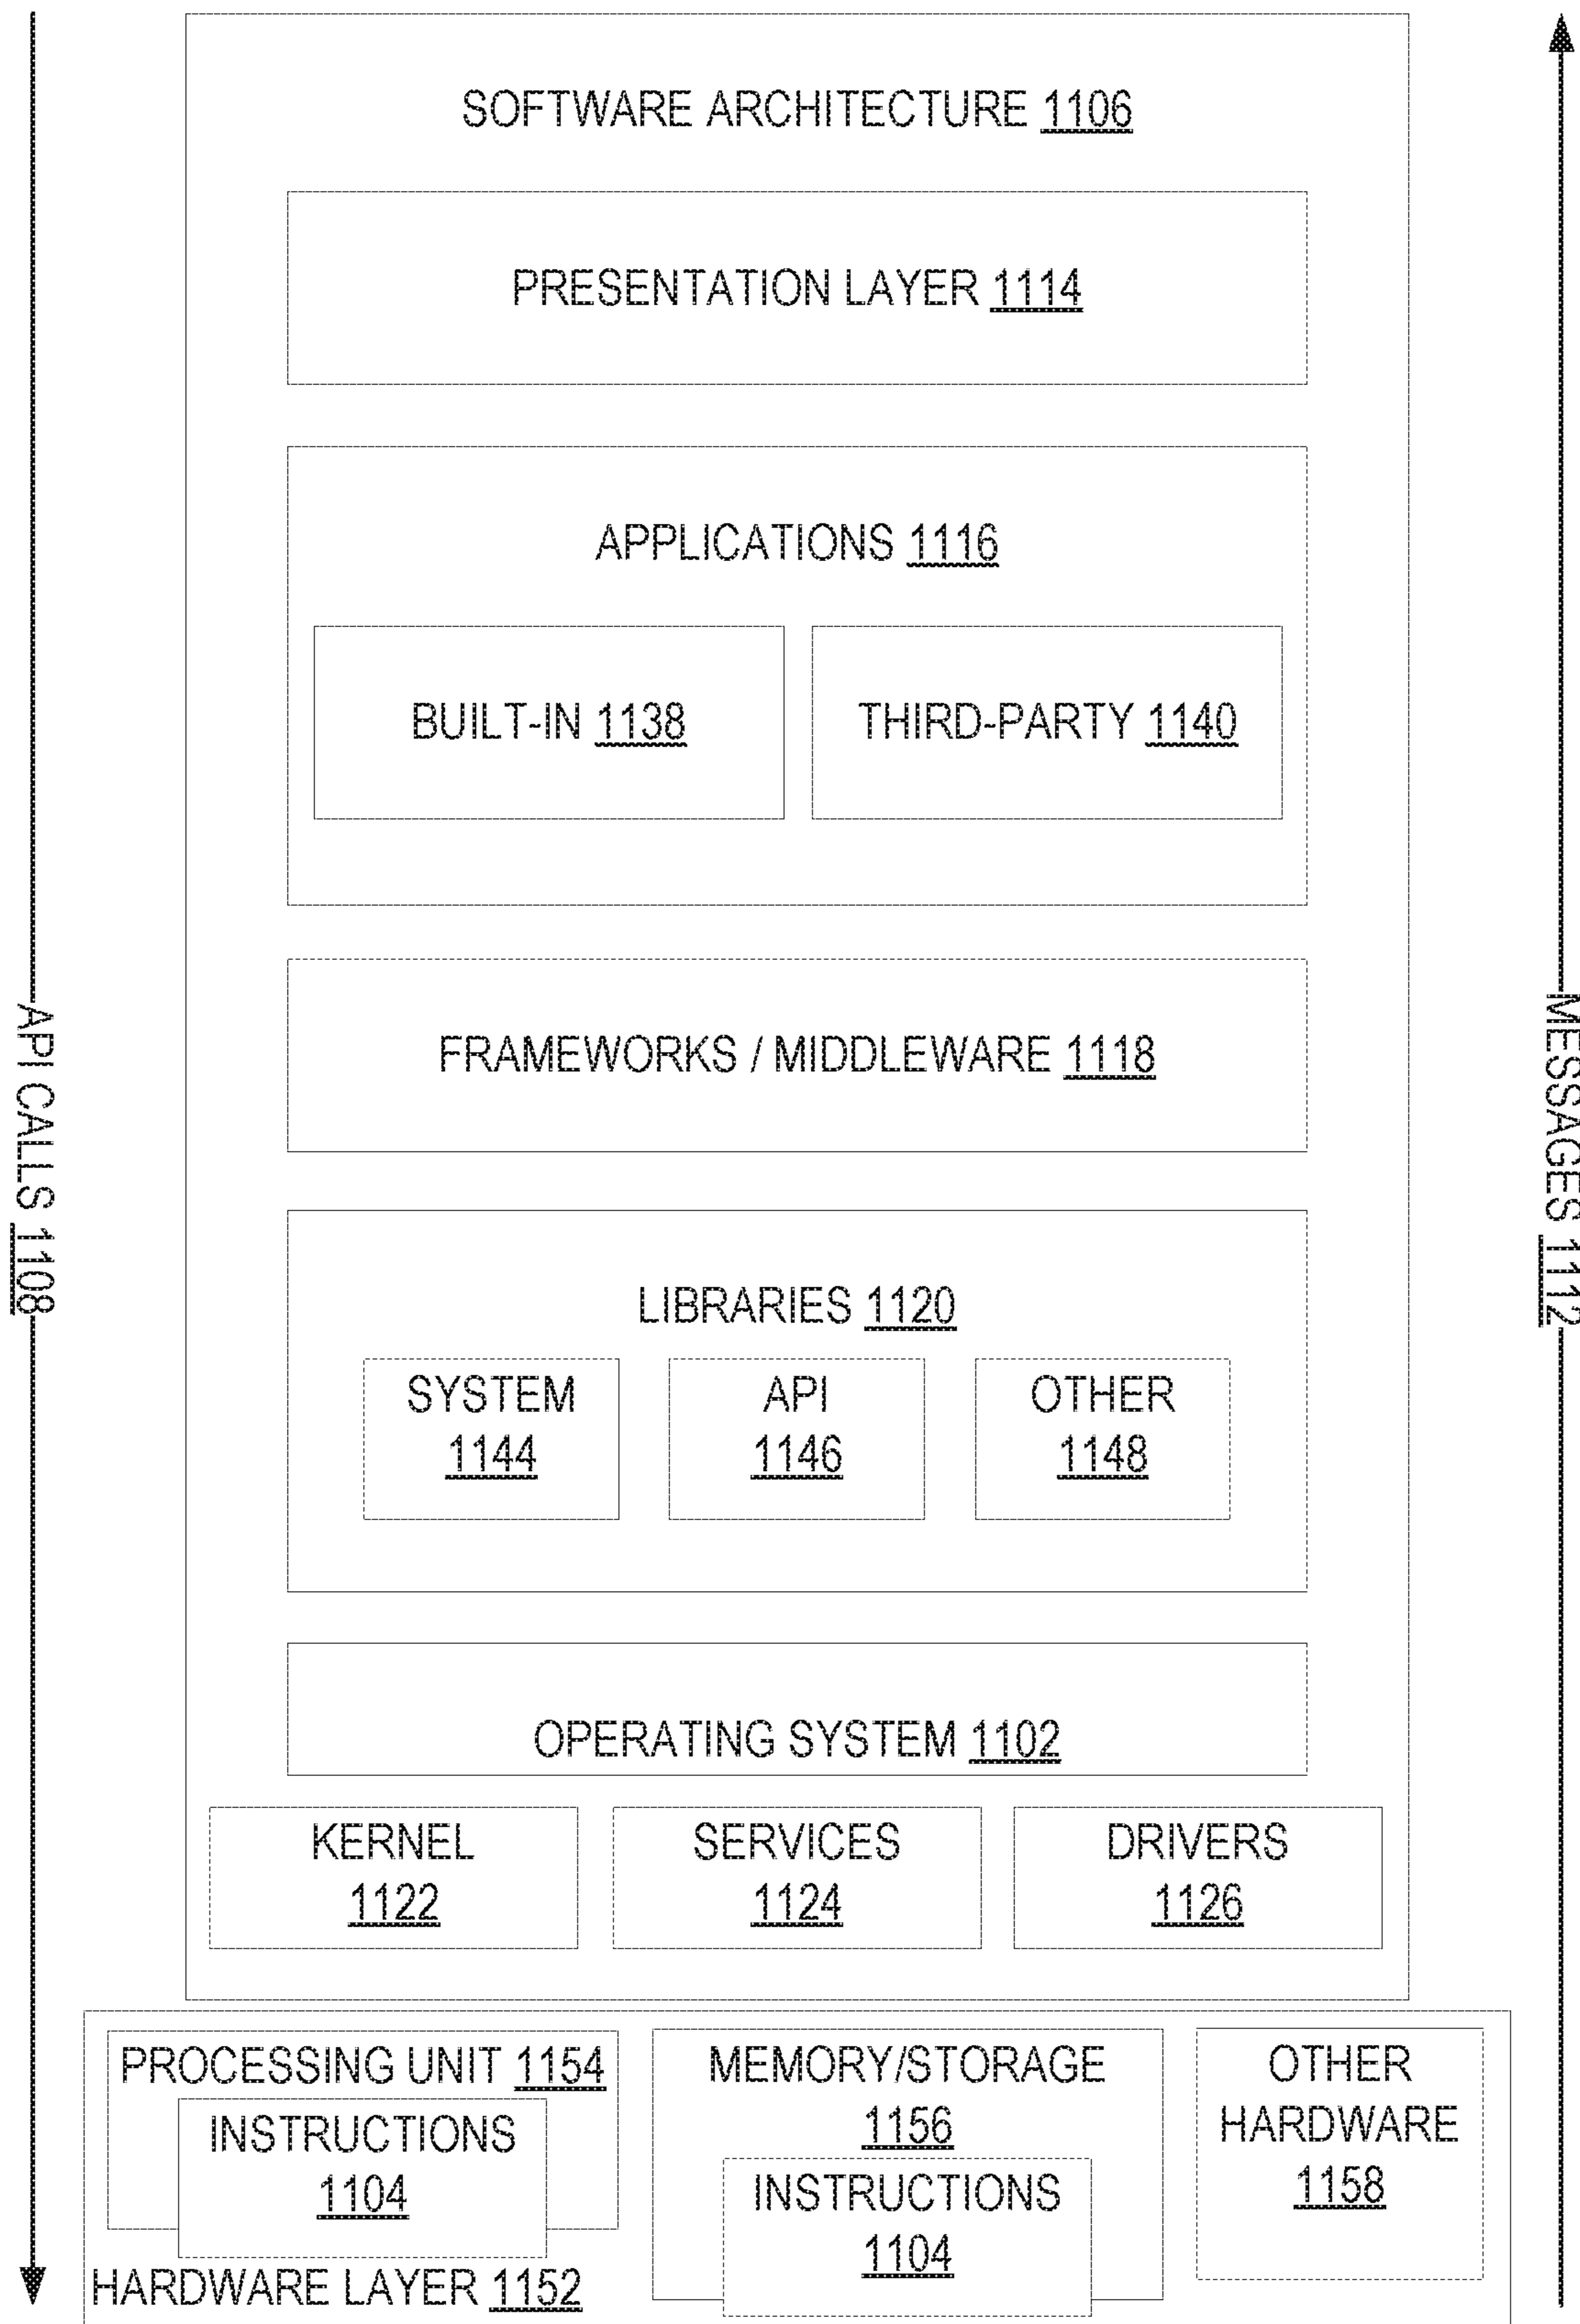 SOFTWARE ARCHITECTURE 1106
PRESENTATION LAYER 1114
APPLICATIONS 1116
BUILT-IN 1138
THIRD-PARTY 1140
FRAMEWORKS / MIDDLEWARE 1118
API CALLS 1108
MESSAGES 1112
LIBRARIES 1120
SYSTEM
1144
API
1146
OTHER
1148
OPERATING SYSTEM 1102
KERNEL
1122
SERVICES
1124
DRIVERS
1126
PROCESSING UNIT 1154
INSTRUCTIONS
1104
MEMORY/STORAGE
1156
INSTRUCTIONS
1104
OTHER
HARDWARE
1158
HARDWARE LAYER 1152